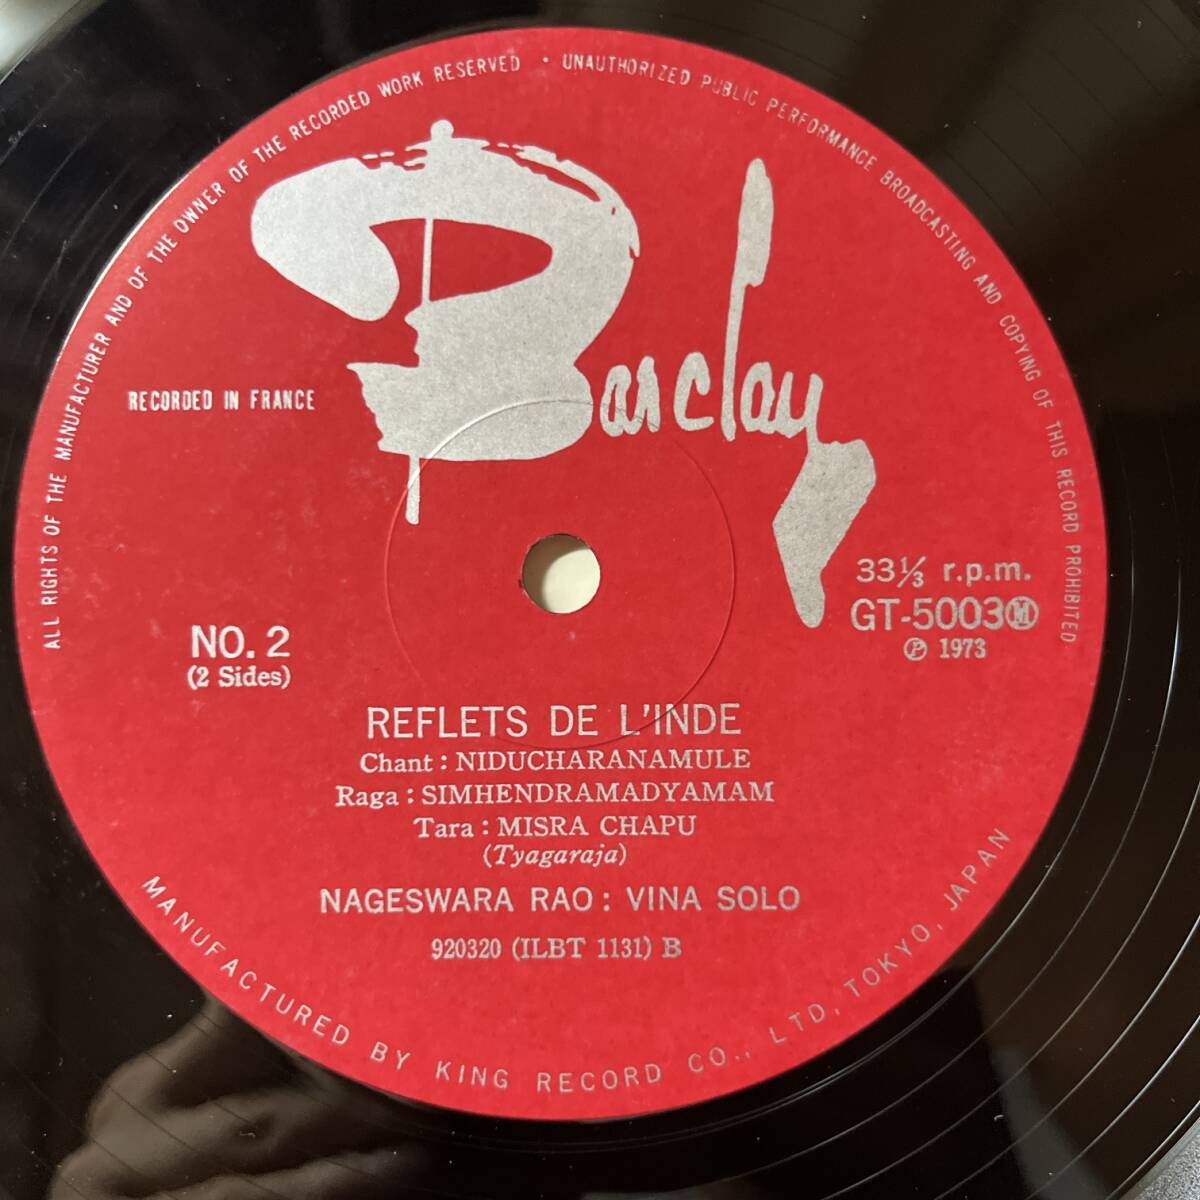 ALL RIGHTS OF THE MANUFACTURER AND OF THE OWNER OF THE RECORDED WORK RESERVED • UNAUTHORIZED PUBLIC PERFORMANCE BROADCASTING AND COPYING OF THIS RECORD PROHIBITED
Barclay
RECORDED IN FRANCE
33⅓ r.p.m.
GT-5003Ⓜ
℗ 1973
NO. 2
(2 Sides)
REFLETS DE L'INDE
Chant : NIDUCHARANAMULE
Raga : SIMHENDRAMADYAMAM
Tara : MISRA CHAPU
(Tyagaraja)
NAGESWARA RAO : VINA SOLO
920320 (ILBT 1131) B
MANUFACTURED BY KING RECORD CO., LTD, TOKYO, JAPAN